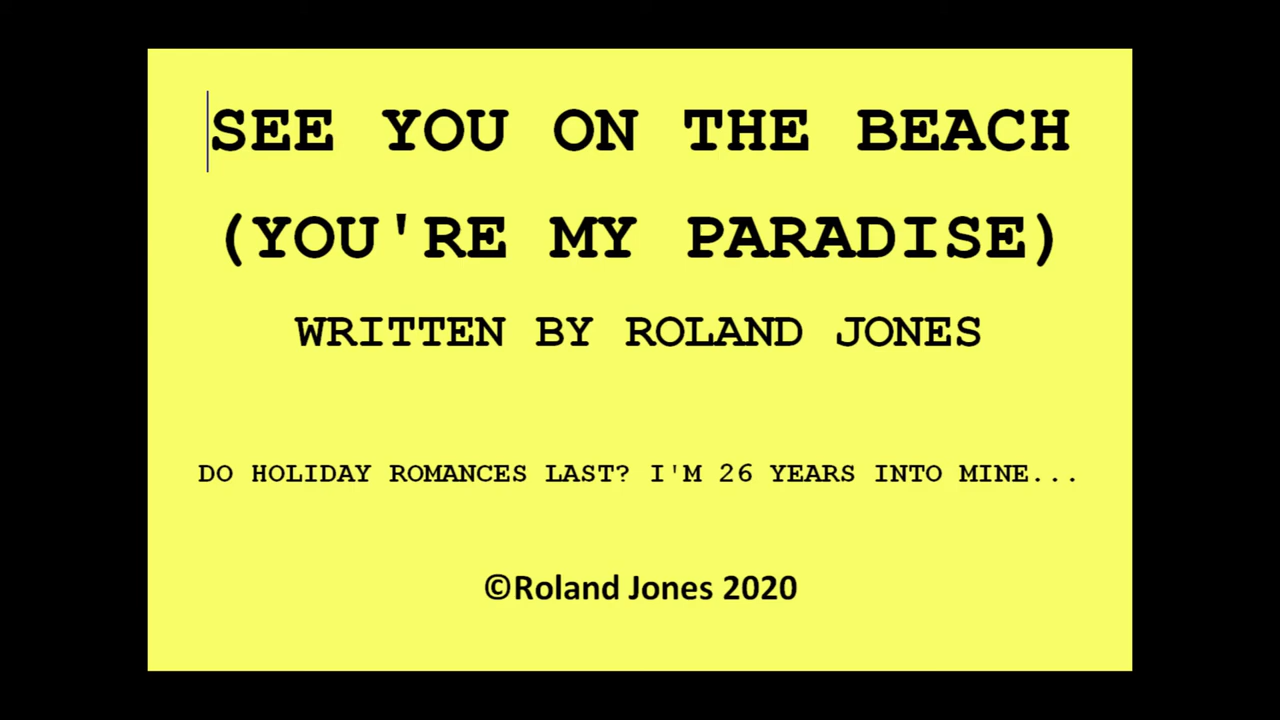 SEE YOU ON THE BEACH
(YOU'RE MY PARADISE)
WRITTEN BY ROLAND JONES
DO HOLIDAY ROMANCES LAST? I'M 26 YEARS INTO MINE...
©Roland Jones 2020